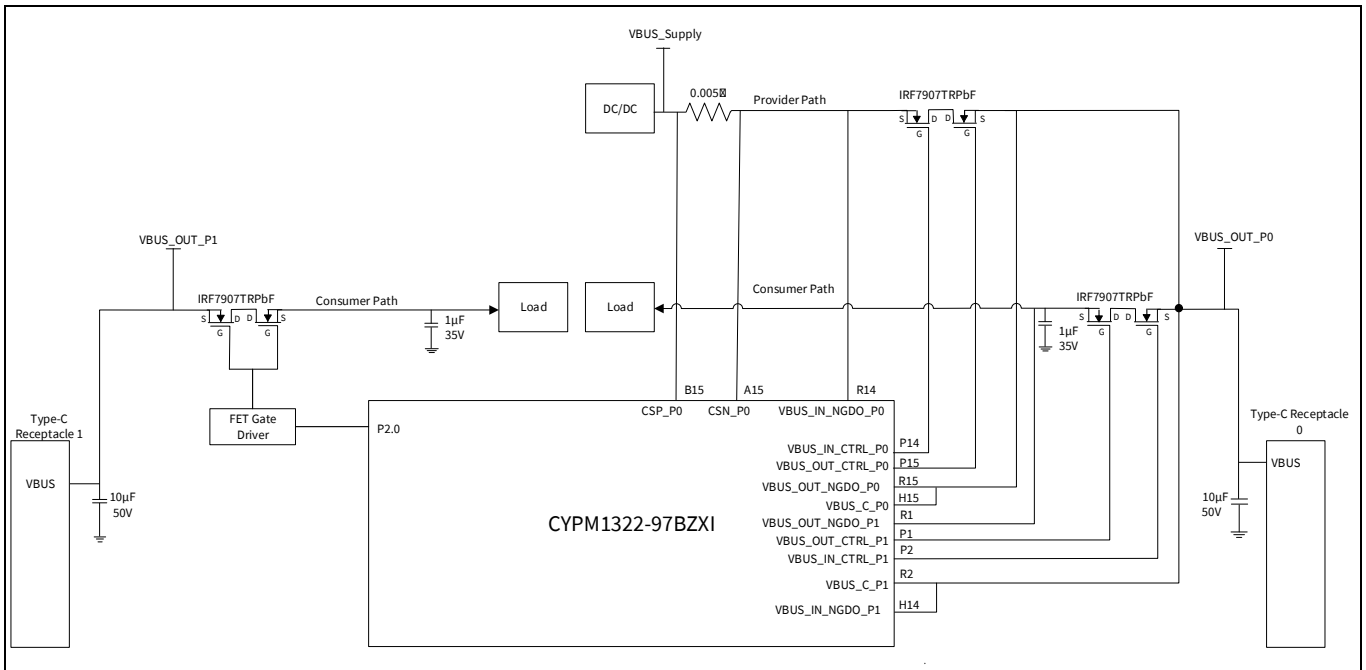 VBUS_Supply
DC/DC
0.005
Provider Path
IRF7907TRPbF
S D D S
G G
VBUS_OUT_P1
IRF7907TRPbF
S D D S
G G
Consumer Path
1µF
35V
Load
Load
Consumer Path
1µF
35V
IRF7907TRPbF
S D D S
G G
VBUS_OUT_P0
FET Gate
Driver
Type-C
Receptacle 1
VBUS
10µF
50V
B15
A15
R14
CSP_P0
CSN_P0
VBUS_IN_NGDO_P0
P2.0
CYPM1322-97BZXI
VBUS_IN_CTRL_P0 P14
VBUS_OUT_CTRL_P0 P15
VBUS_OUT_NGDO_P0 R15
VBUS_C_P0 H15
VBUS_OUT_NGDO_P1 R1
VBUS_OUT_CTRL_P1 P1
VBUS_IN_CTRL_P1 P2
VBUS_C_P1 R2
VBUS_IN_NGDO_P1 H14
Type-C Receptacle
0
VBUS
10µF
50V